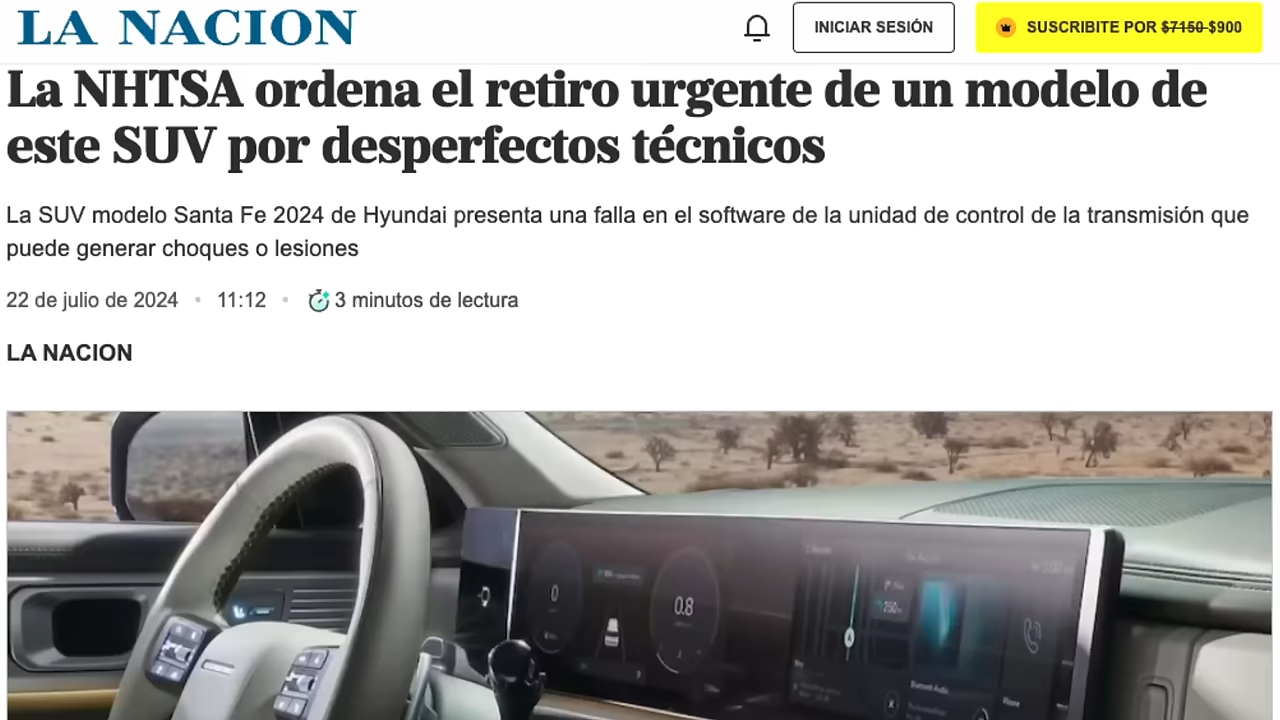 LA NACION
INICIAR SESIÓN
SUSCRIBITE POR $7150 $900
La NHTSA ordena el retiro urgente de un modelo de
este SUV por desperfectos técnicos
La SUV modelo Santa Fe 2024 de Hyundai presenta una falla en el software de la unidad de control de la transmisión que
puede generar choques o lesiones
22 de julio de 2024 • 11:12 • 3 minutos de lectura
LA NACION
0
0.8
250